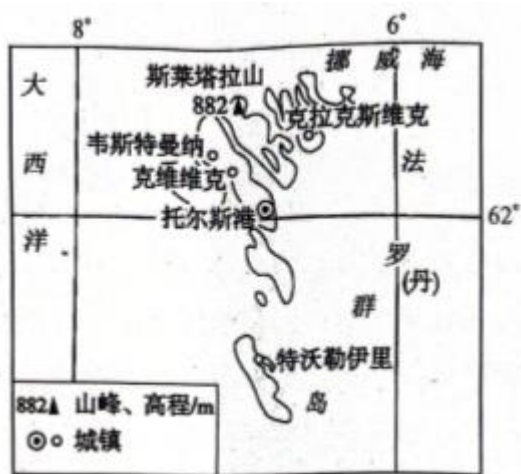 8° 6°
挪威海
大西洋
斯莱塔拉山
882
克拉克斯维克
韦斯特曼纳
克维维克
托尔斯港
62°
法罗群岛
(丹)
特沃勒伊里
882▲ 山峰、高程/m
城镇